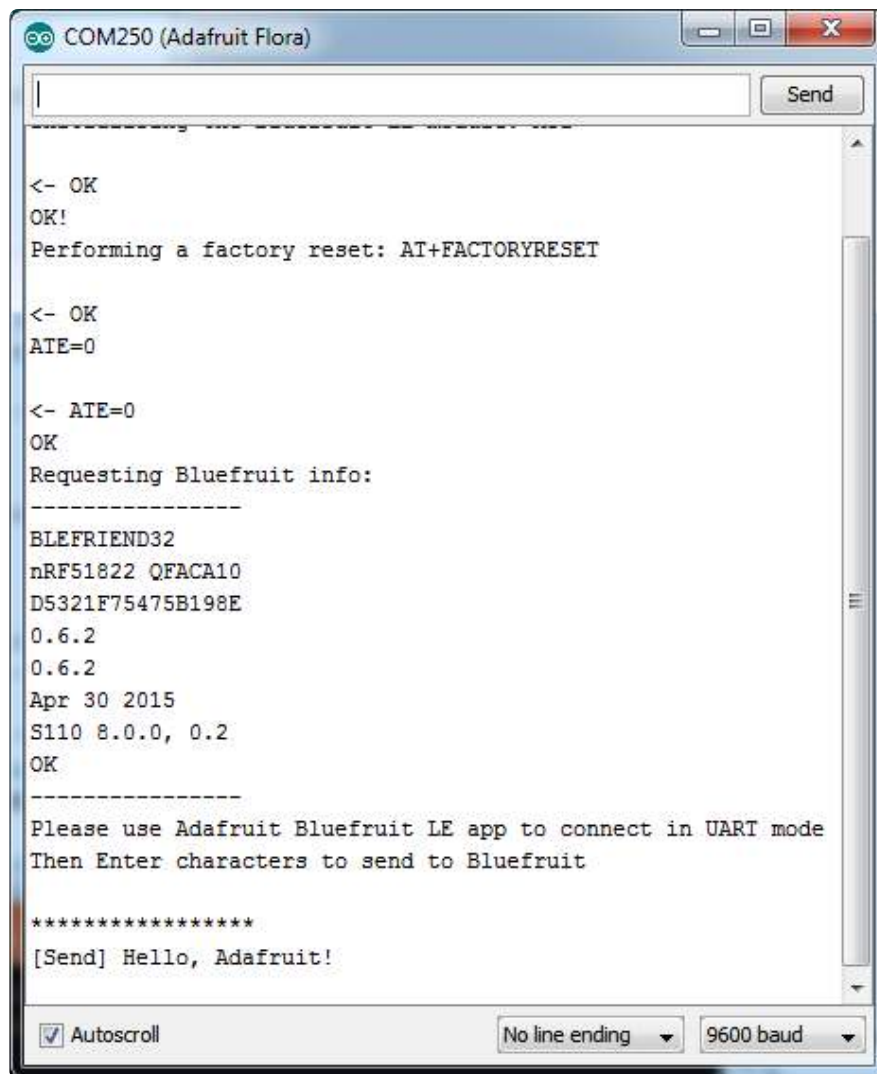 COM250 (Adafruit Flora)
Send
<- OK
OK!
Performing a factory reset: AT+FACTORYRESET
<- OK
ATE=0
<- ATE=0
OK
Requesting Bluefruit info:
----------------
BLEFRIEND32
nRF51822 QFACA10
D5321F75475B198E
0.6.2
0.6.2
Apr 30 2015
S110 8.0.0, 0.2
OK
----------------
Please use Adafruit Bluefruit LE app to connect in UART mode
Then Enter characters to send to Bluefruit
*****************
[Send] Hello, Adafruit!
Autoscroll
No line ending
9600 baud